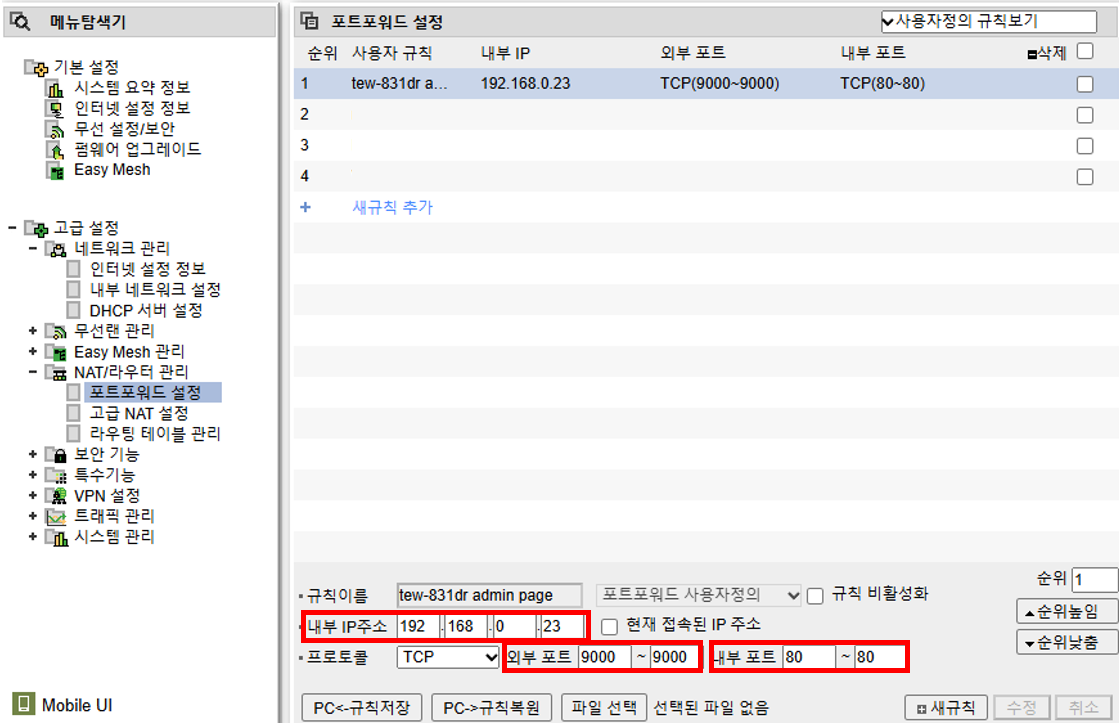 메뉴탐색기
기본 설정
시스템 요약 정보
인터넷 설정 정보
무선 설정/보안
펌웨어 업그레이드
Easy Mesh
고급 설정
네트워크 관리
인터넷 설정 정보
내부 네트워크 설정
DHCP 서버 설정
무선랜 관리
Easy Mesh 관리
NAT/라우터 관리
포트포워드 설정
고급 NAT 설정
라우팅 테이블 관리
보안 기능
특수기능
VPN 설정
트래픽 관리
시스템 관리
Mobile UI
포트포워드 설정 사용자정의 규칙보기
순위 사용자 규칙 내부 IP 외부 포트 내부 포트 삭제
1 tew-831dr a... 192.168.0.23 TCP(9000~9000) TCP(80~80)
2
3
4
+ 새규칙 추가
순위 1
규칙이름 tew-831dr admin page 포트포워드 사용자정의 규칙 비활성화
순위높임
내부 IP주소 192.168.0.23 현재 접속된 IP 주소
순위낮춤
프로토콜 TCP 외부 포트 9000 ~ 9000 내부 포트 80 ~ 80
PC<-규칙저장 PC->규칙복원 파일 선택 선택된 파일 없음 새규칙 수정 취소